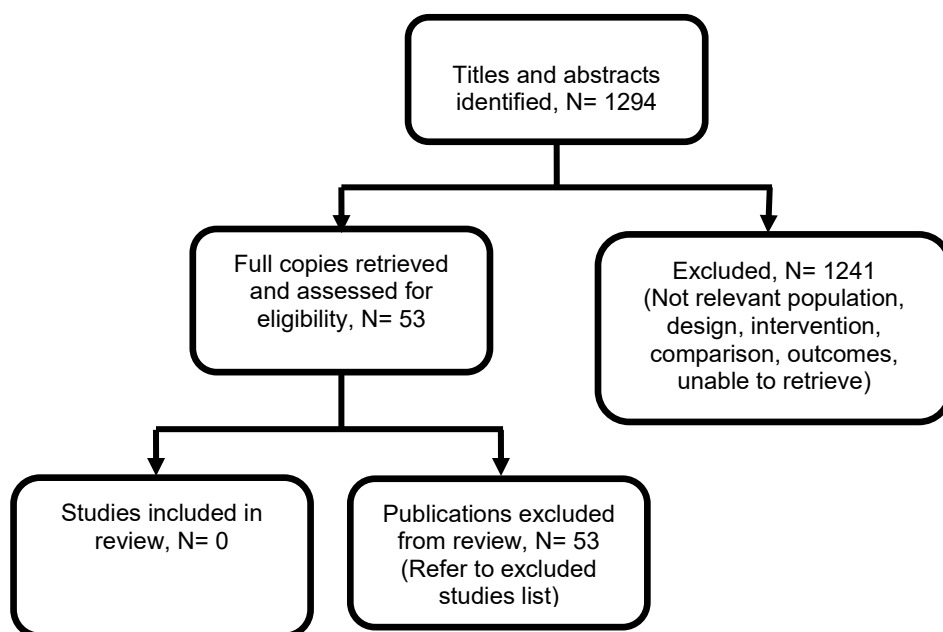 Titles and abstracts
identified, N= 1294
Full copies retrieved
and assessed for
eligibility, N= 53
Excluded, N= 1241
(Not relevant population,
design, intervention,
comparison, outcomes,
unable to retrieve)
Studies included in
review, N= 0
Publications excluded
from review, N= 53
(Refer to excluded
studies list)